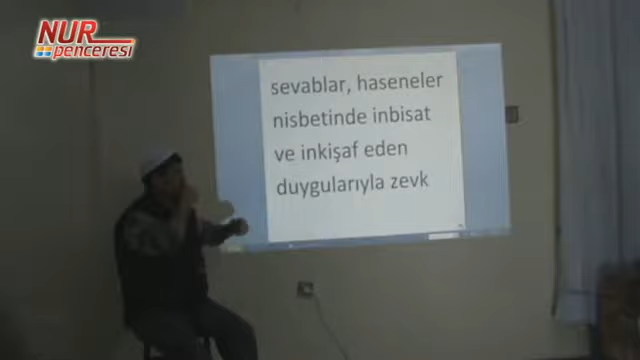 NUR
penceresi
sevablar, haseneler
nisbetinde inbisat
ve inkişaf eden
duygularıyla zevk